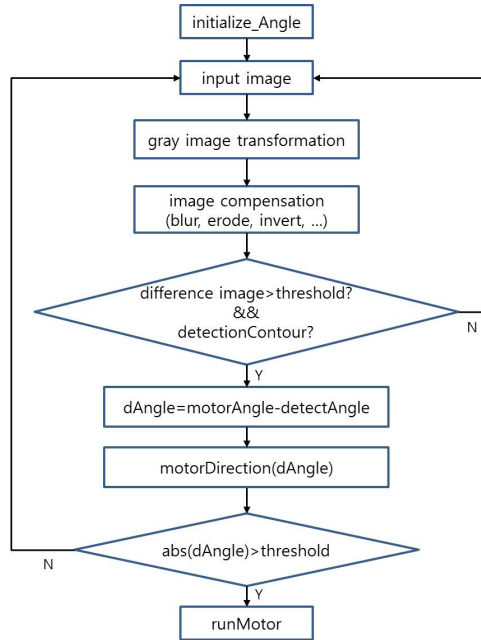 initialize_Angle
input image
gray image transformation
image compensation
(blur, erode, invert, ...)
difference image>threshold?
&&
detectionContour?
N
Y
dAngle=motorAngle-detectAngle
motorDirection(dAngle)
abs(dAngle)>threshold
N
Y
runMotor